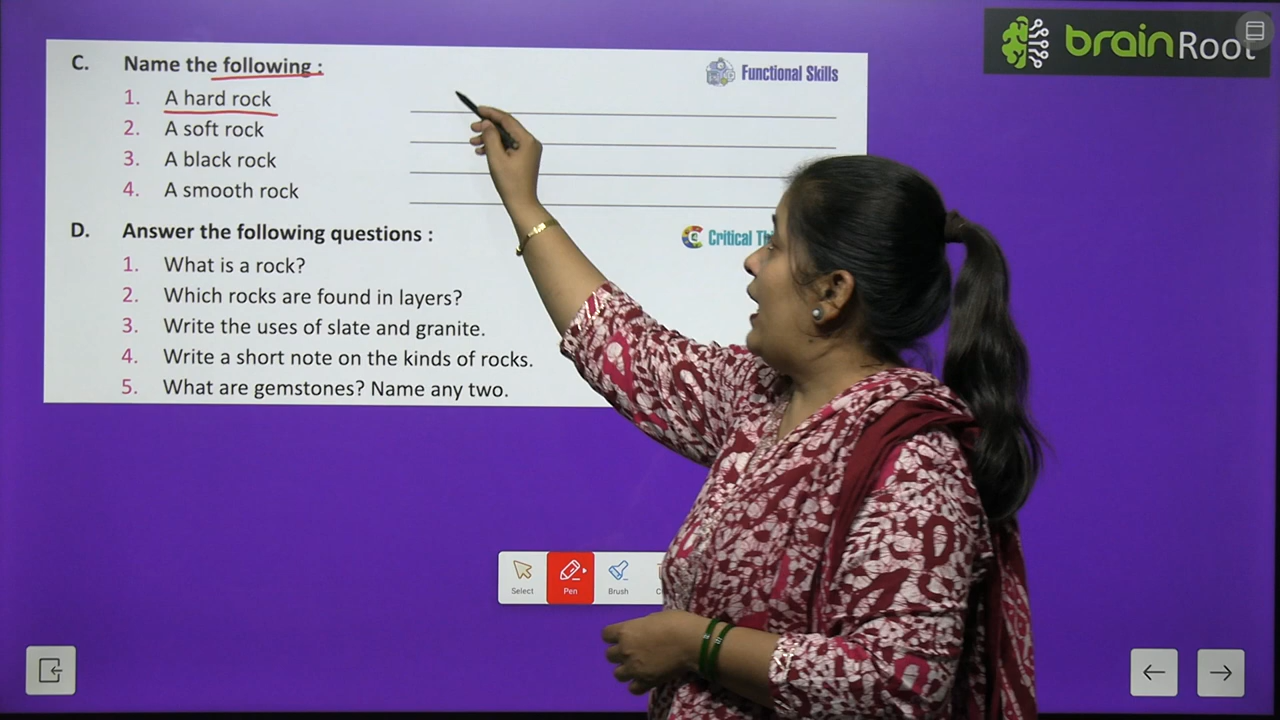 brainRoot
C. Name the following :
Functional Skills
1. A hard rock
2. A soft rock
3. A black rock
4. A smooth rock
D. Answer the following questions :
Critical
1. What is a rock?
2. Which rocks are found in layers?
3. Write the uses of slate and granite.
4. Write a short note on the kinds of rocks.
5. What are gemstones? Name any two.
Select Pen Brush